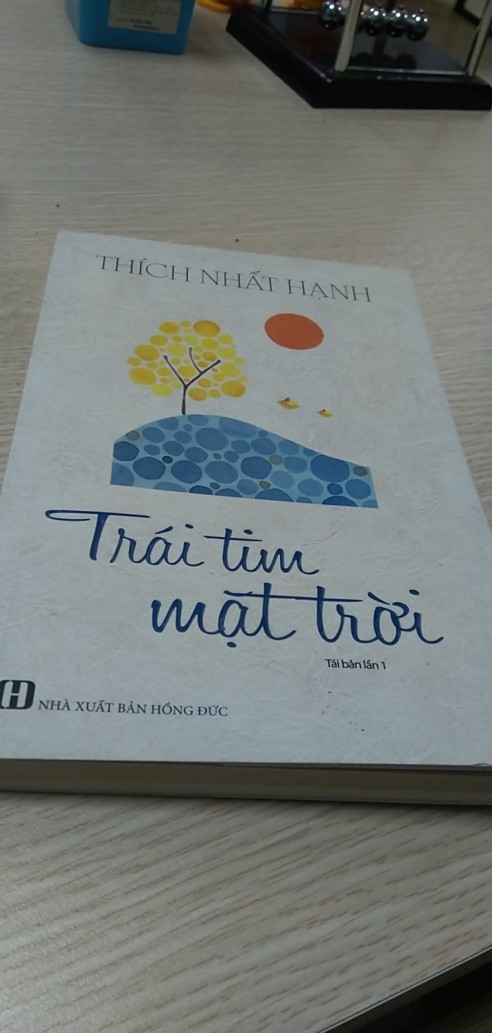 THÍCH NHẤT HẠNH
Trái tim
mặt trời
Tái bản lần 1
H NHÀ XUẤT BẢN HỒNG ĐỨC